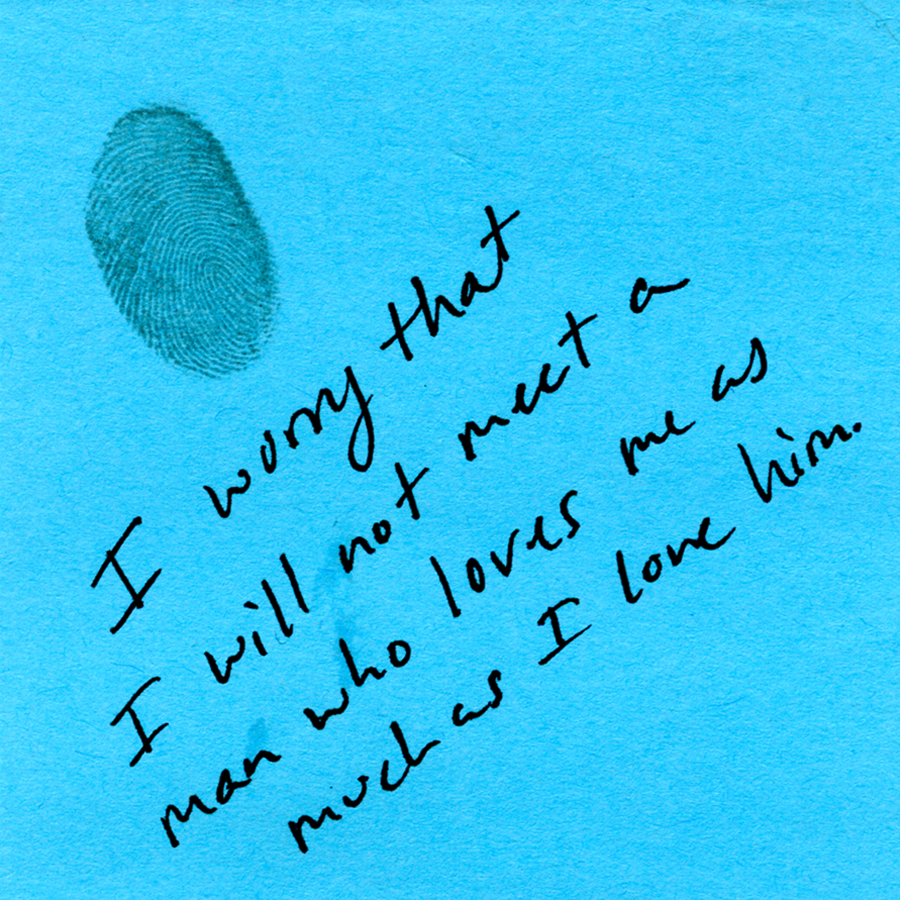 I worry that
I will not meet a
man who loves me as
much as I love him.